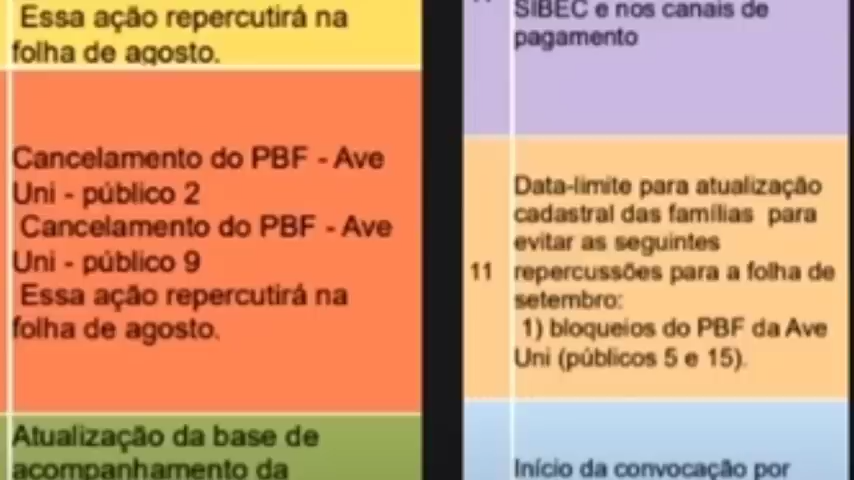 Essa ação repercutirá na
folha de agosto.
Cancelamento do PBF - Ave
Uni - público 2
Cancelamento do PBF - Ave
Uni - público 9
Essa ação repercutirá na
folha de agosto.
Atualização da base de
acompanhamento da
SIBEC e nos canais de
pagamento
11
Data-limite para atualização
cadastral das famílias para
evitar as seguintes
repercussões para a folha de
setembro:
1) bloqueios do PBF da Ave
Uni (públicos 5 e 15).
Início da convocação por